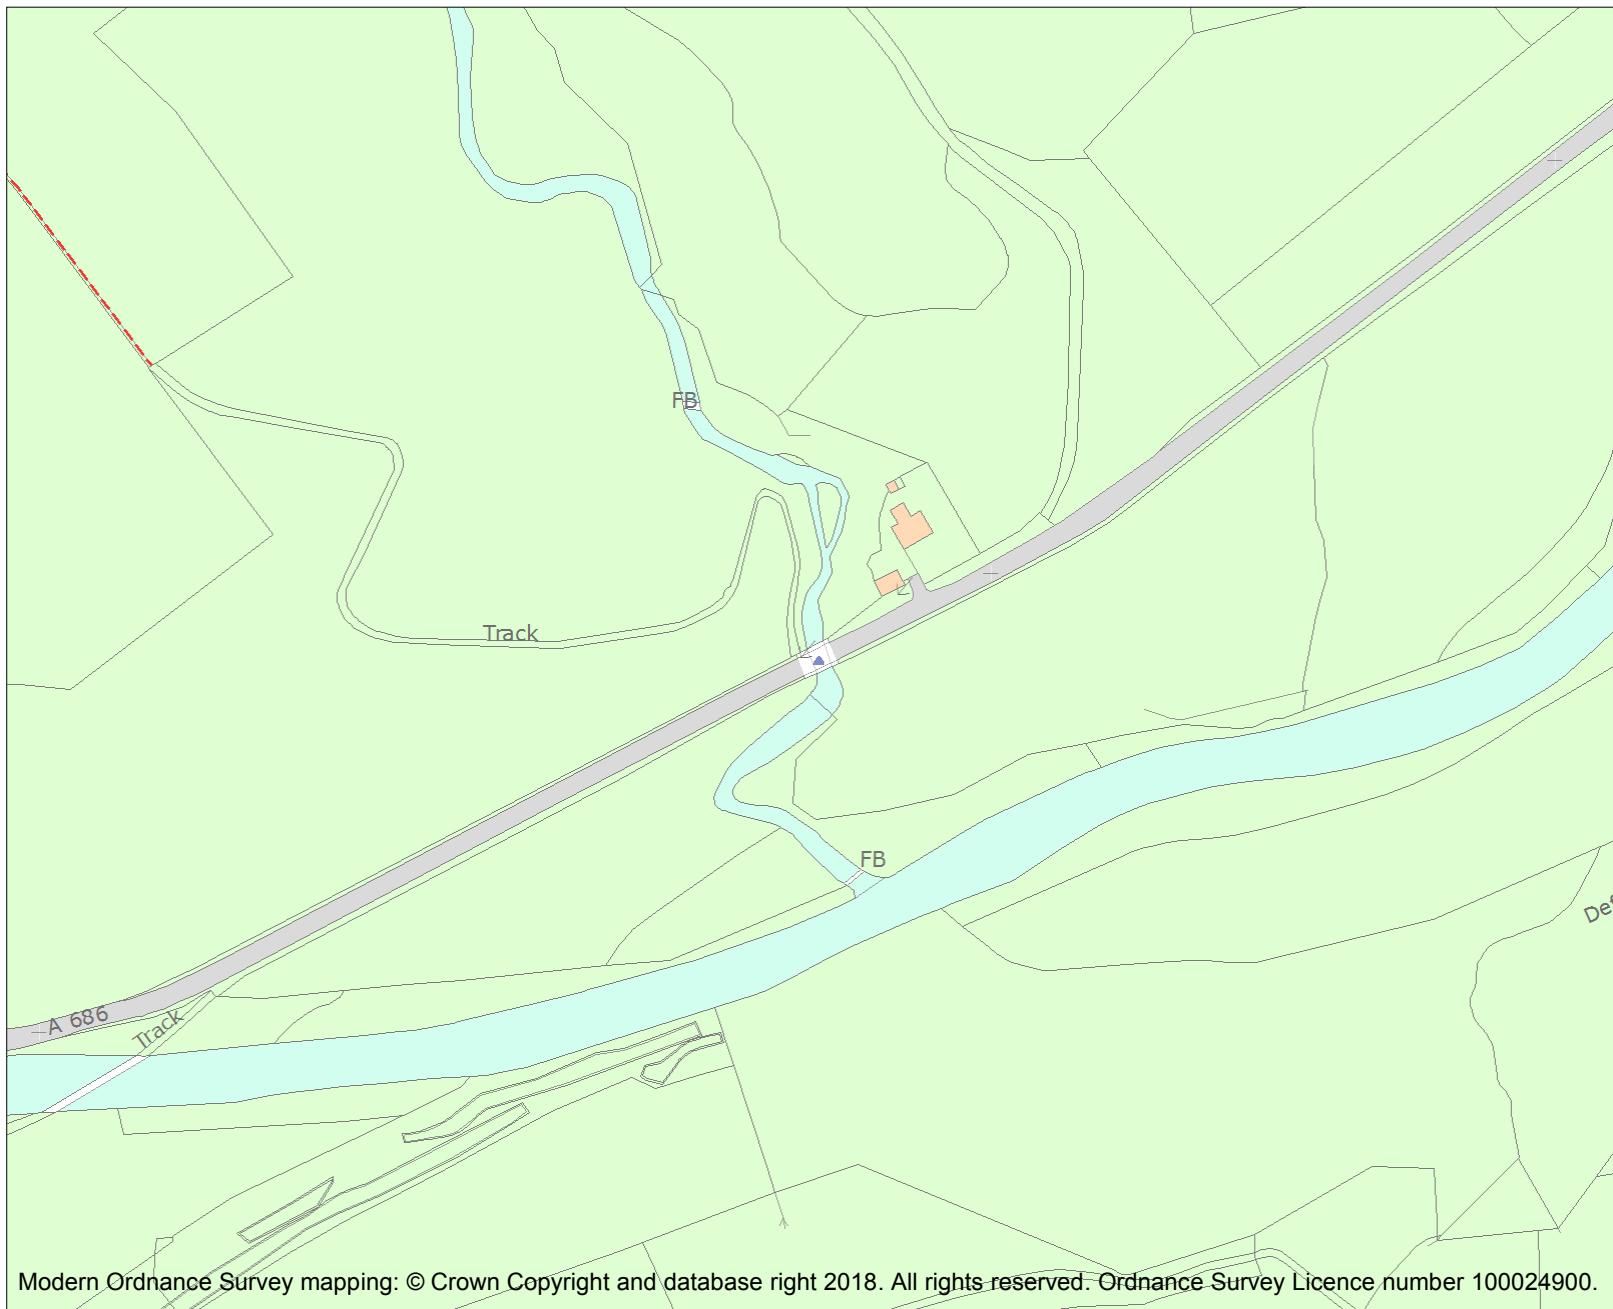 FB
Track
FB
A 686
Track
Modern Ordnance Survey mapping: © Crown Copyright and database right 2018. All rights reserved. Ordnance Survey Licence number 100024900.